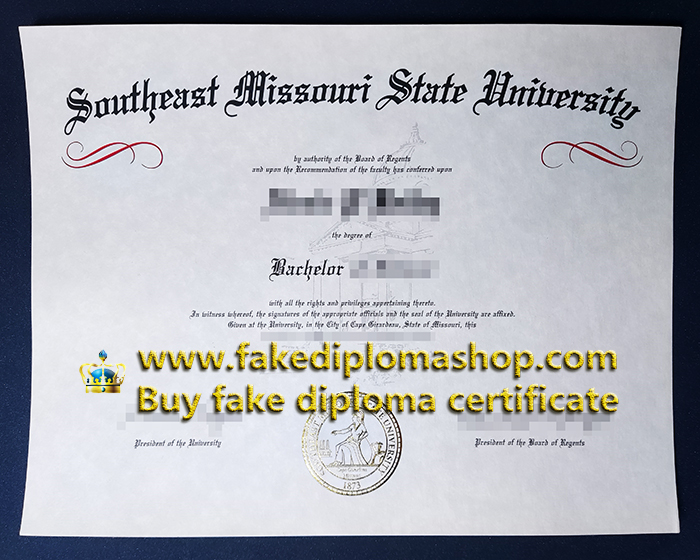 Southeast Missouri State University
by authority of the Board of Regents
and upon the Recommendation of the faculty has conferred upon
the degree of
Bachelor
with all the rights and privileges appertaining thereto.
In witness whereof, the signatures of the appropriate officials and the seal of the University are affixed.
Given at the University, in the City of Cape Girardeau, State of Missouri, this
www.fakediplomashop.com
Buy fake diploma certificate
President of the University
President of the Board of Regents
1873